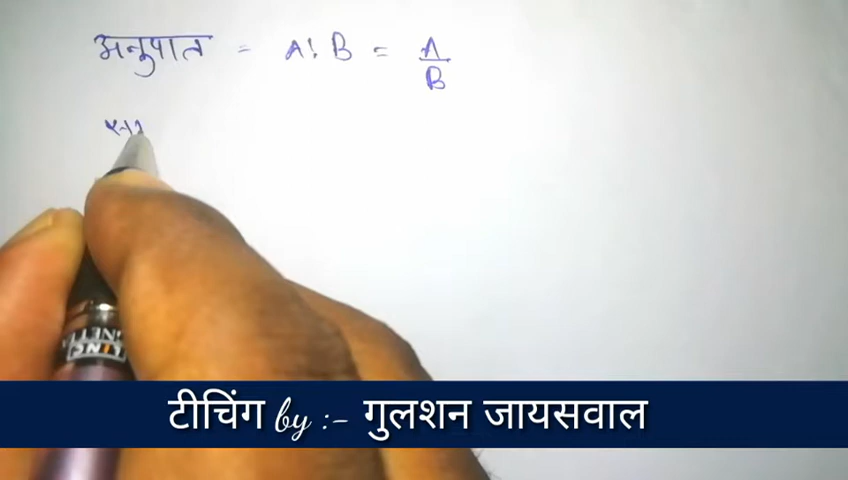 अनुपात = A : B = A/B
टीचिंग by :- गुलशन जायसवाल